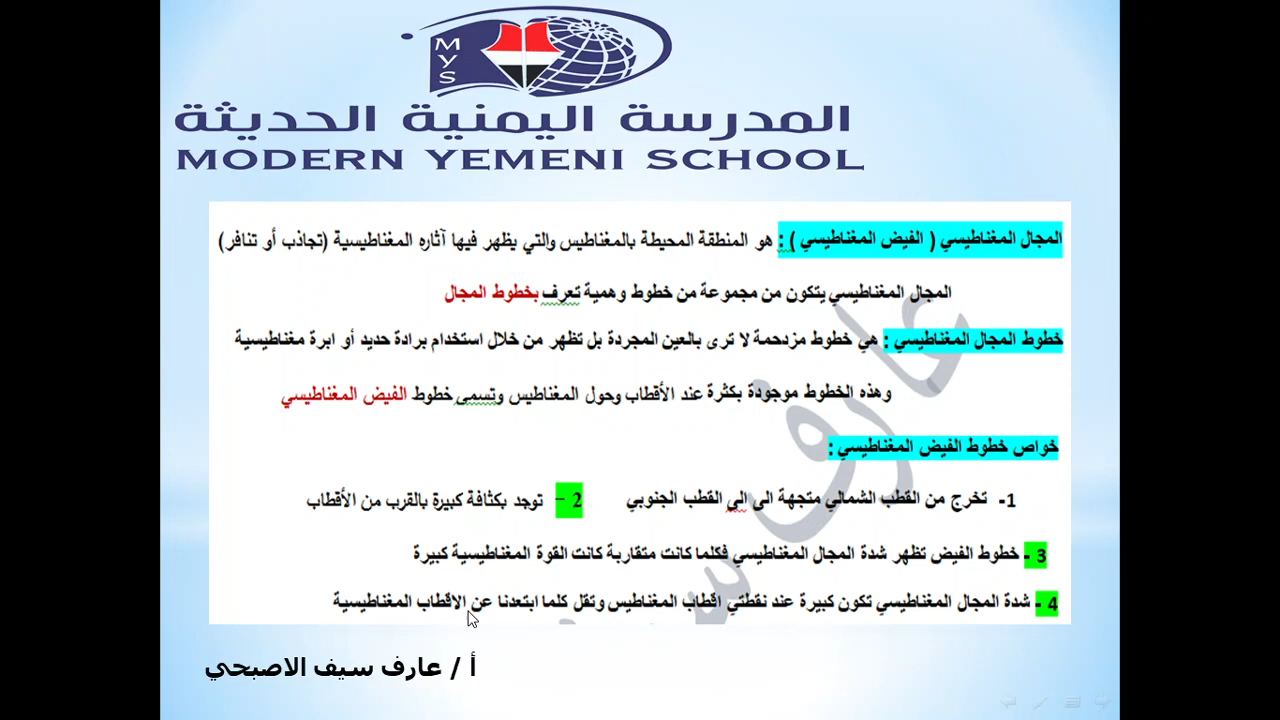 MYS
المدرسة اليمنية الحديثة
MODERN YEMENI SCHOOL
المجال المغناطيسي ( الفيض المغناطيسي ) : هو المنطقة المحيطة بالمغناطيس والتي يظهر فيها آثاره المغناطيسية (تجاذب أو تنافر)
المجال المغناطيسي يتكون من مجموعة من خطوط وهمية تعرف بخطوط المجال
خطوط المجال المغناطيسي : هي خطوط مزدحمة لا ترى بالعين المجردة بل تظهر من خلال استخدام برادة حديد أو ابرة مغناطيسية
وهذه الخطوط موجودة بكثرة عند الأقطاب وحول المغناطيس وتسمى خطوط الفيض المغناطيسي
خواص خطوط الفيض المغناطيسي :
1- تخرج من القطب الشمالي متجهة الى الى القطب الجنوبي 2 – توجد بكثافة كبيرة بالقرب من الأقطاب
3 - خطوط الفيض تظهر شدة المجال المغناطيسي فكلما كانت متقاربة كانت القوة المغناطيسية كبيرة
4 - شدة المجال المغناطيسي تكون كبيرة عند نقطتي اقطاب المغناطيس وتقل كلما ابتعدنا عن الاقطاب المغناطيسية
عارف س
أ / عارف سيف الاصبحي